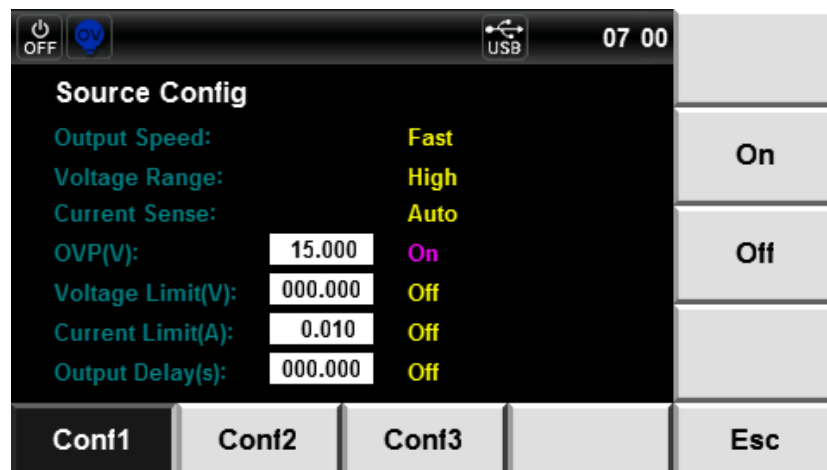 OFF OV USB 07 00
Source Config
Output Speed: Fast
Voltage Range: High
On
Current Sense: Auto
OVP(V): 15.000 On
Off
Voltage Limit(V): 000.000 Off
Current Limit(A): 0.010 Off
Output Delay(s): 000.000 Off
Conf1 Conf2 Conf3 Esc